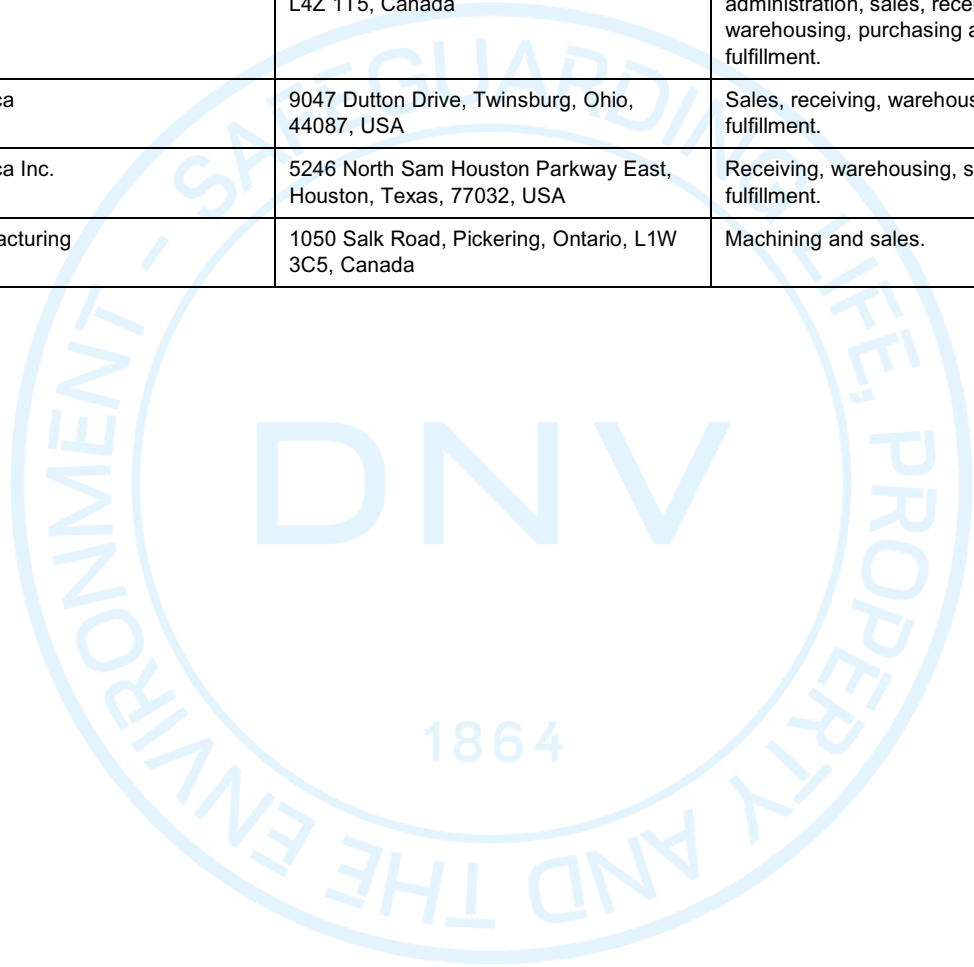 L4Z 1T5, Canada
administration, sales,
warehousing, purchasing
fulfillment.
9047 Dutton Drive, Twinsburg, Ohio,
44087, USA
Sales, receiving,
fulfillment.
Inc.
5246 North Sam Houston Parkway East,
Houston, Texas, 77032, USA
Receiving, warehousing,
fulfillment.
1050 Salk Road, Pickering, Ontario, L1W
3C5, Canada
Machining and sales.
SAFEGUARDING LIFE, PROPERTY AND THE ENVIRONMENT -
DNV
1864